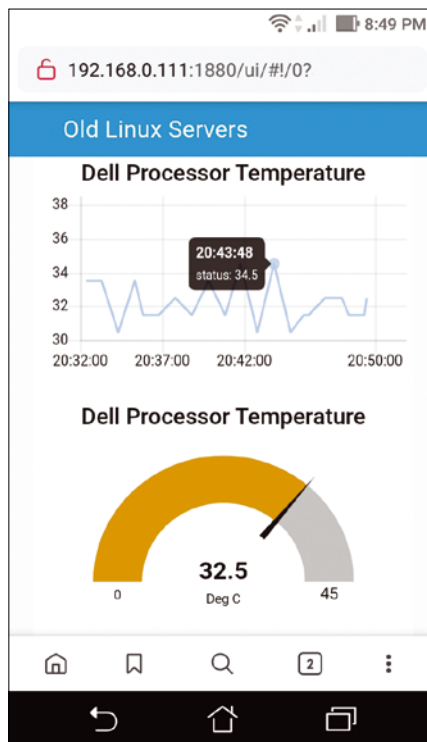 8:49 PM
192.168.0.111:1880/ui/#!/0?
Old Linux Servers
Dell Processor Temperature
38
36
34
32
30
20:43:48
status: 34.5
20:32:00 20:37:00 20:42:00 20:50:00
Dell Processor Temperature
32.5
0 Deg C 45
2